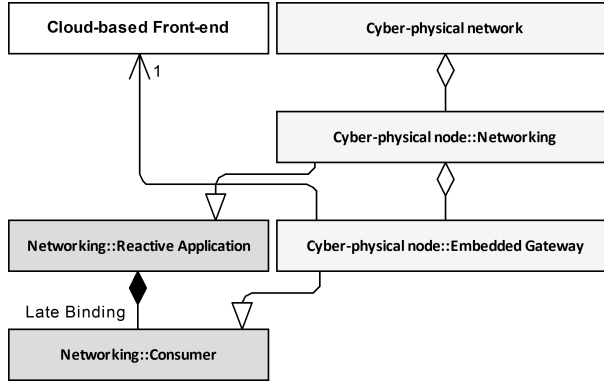 Cloud-based Front-end
Cyber-physical network
1
Cyber-physical node::Networking
Networking::Reactive Application
Cyber-physical node::Embedded Gateway
Late Binding
Networking::Consumer